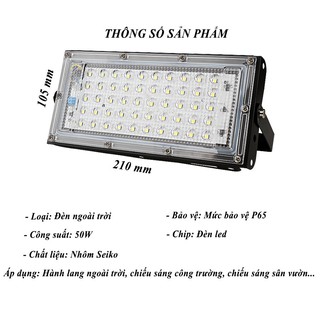 THÔNG SÓ SẢN PHẨM
105 mm
210 mm
- Loại: Đèn ngoài trời
- Bảo vệ: Mức bảo vệ P65
- Công suất: 50W
- Chip: Đèn led
- Chất liệu: Nhôm Seiko
Áp dụng: Hành lang ngoài trời, chiếu sáng công trường, chiếu sáng sân vườn...